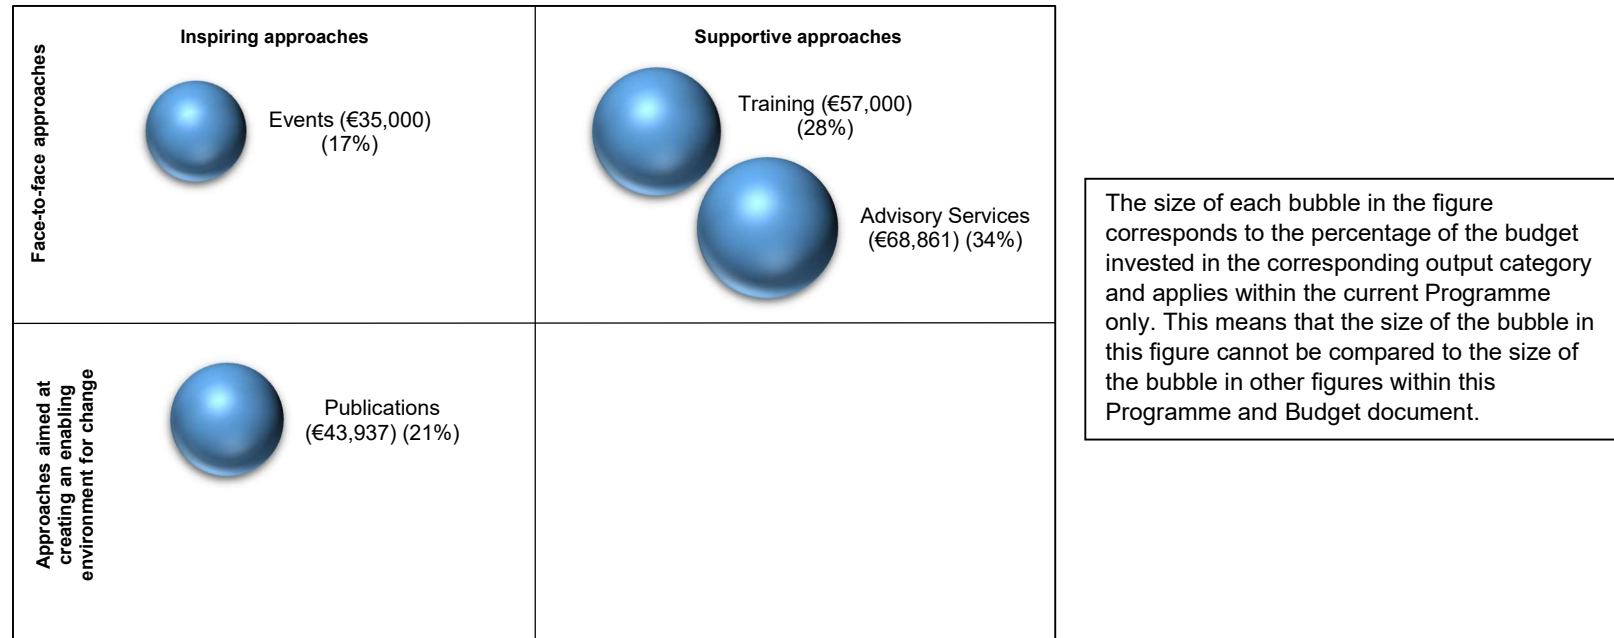 Inspiring approaches
Supportive approaches
Face-to-face approaches
Events (€35,000)
(17%)
Training (€57,000)
(28%)
Advisory Services
(€68,861) (34%)
Approaches aimed at
creating an enabling
environment for change
Publications
(€43,937) (21%)
The size of each bubble in the figure
corresponds to the percentage of the budget
invested in the corresponding output category
and applies within the current Programme
only. This means that the size of the bubble in
this figure cannot be compared to the size of
the bubble in other figures within this
Programme and Budget document.